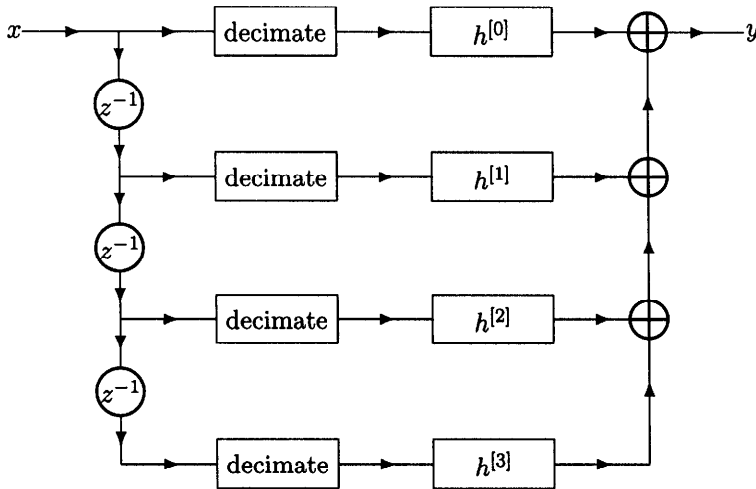 x decimate h^[0] y
z^-1
decimate h^[1]
z^-1
decimate h^[2]
z^-1
decimate h^[3]